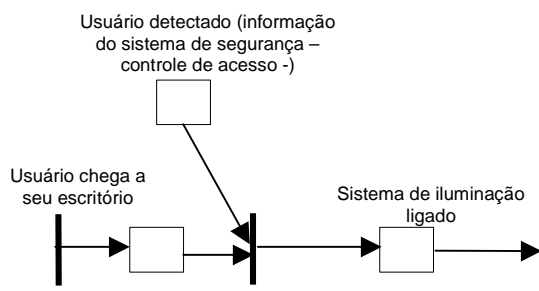 Usuário detectado (informação
do sistema de segurança –
controle de acesso -)
Usuário chega a
seu escritório
Sistema de iluminação
ligado